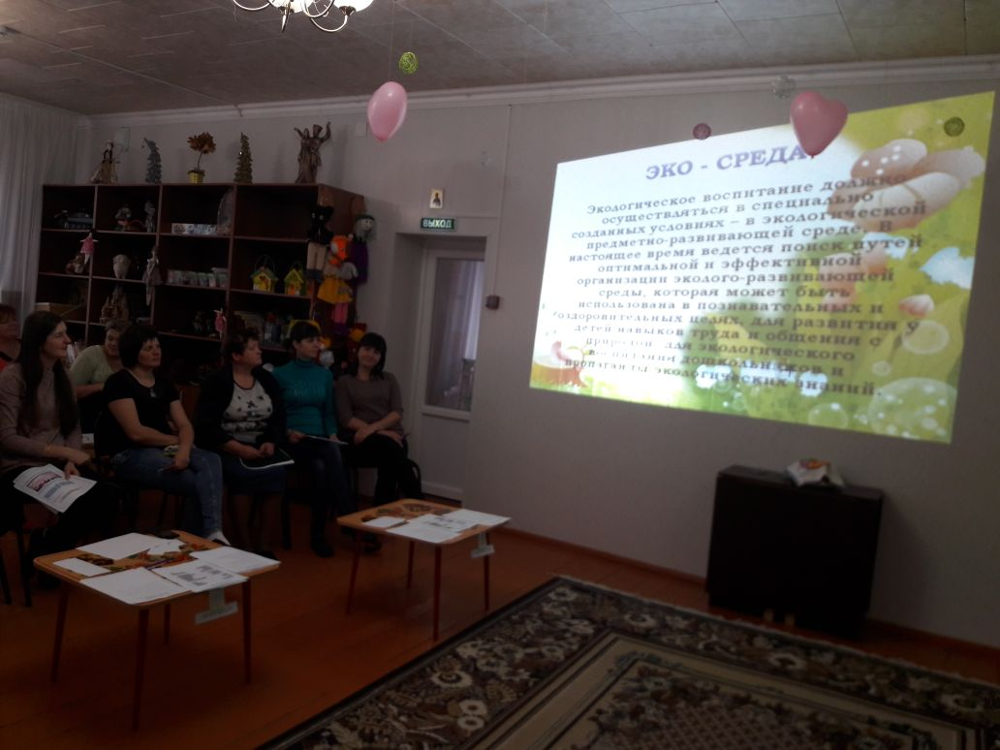 ЭКО - СРЕДА.
Экологическое воспитание должно
осуществляться в специально
созданных условиях – в экологической
предметно-развивающей среде. В
настоящее время ведется поиск путей
оптимальной и эффективной
организации эколого-развивающей
среды, которая может быть
использована в познавательных и
оздоровительных целях, для развития у
детей навыков труда и общения с
природой, для экологического
воспитания дошкольников и
пропаганды экологических знаний.
ВЫХОД